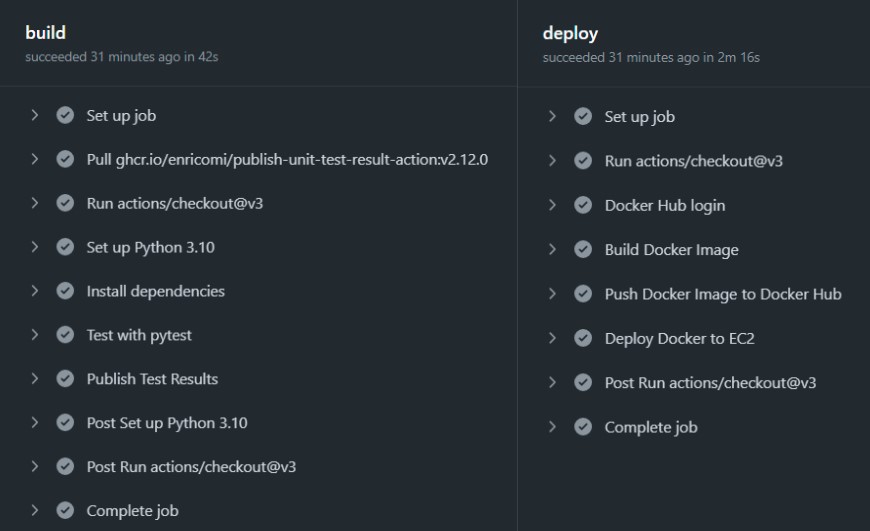 build
succeeded 31 minutes ago in 42s
Set up job
Pull ghcr.io/enricomi/publish-unit-test-result-action:v2.12.0
Run actions/checkout@v3
Set up Python 3.10
Install dependencies
Test with pytest
Publish Test Results
Post Set up Python 3.10
Post Run actions/checkout@v3
Complete job
deploy
succeeded 31 minutes ago in 2m 16s
Set up job
Run actions/checkout@v3
Docker Hub login
Build Docker Image
Push Docker Image to Docker Hub
Deploy Docker to EC2
Post Run actions/checkout@v3
Complete job